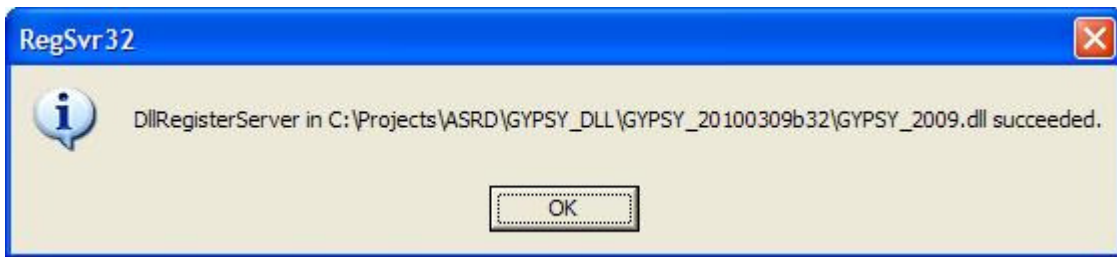 RegSvr32
DllRegisterServer in C:\Projects\ASRD\GYPSY_DLL\GYPSY_20100309b32\GYPSY_2009.dll succeeded.
OK